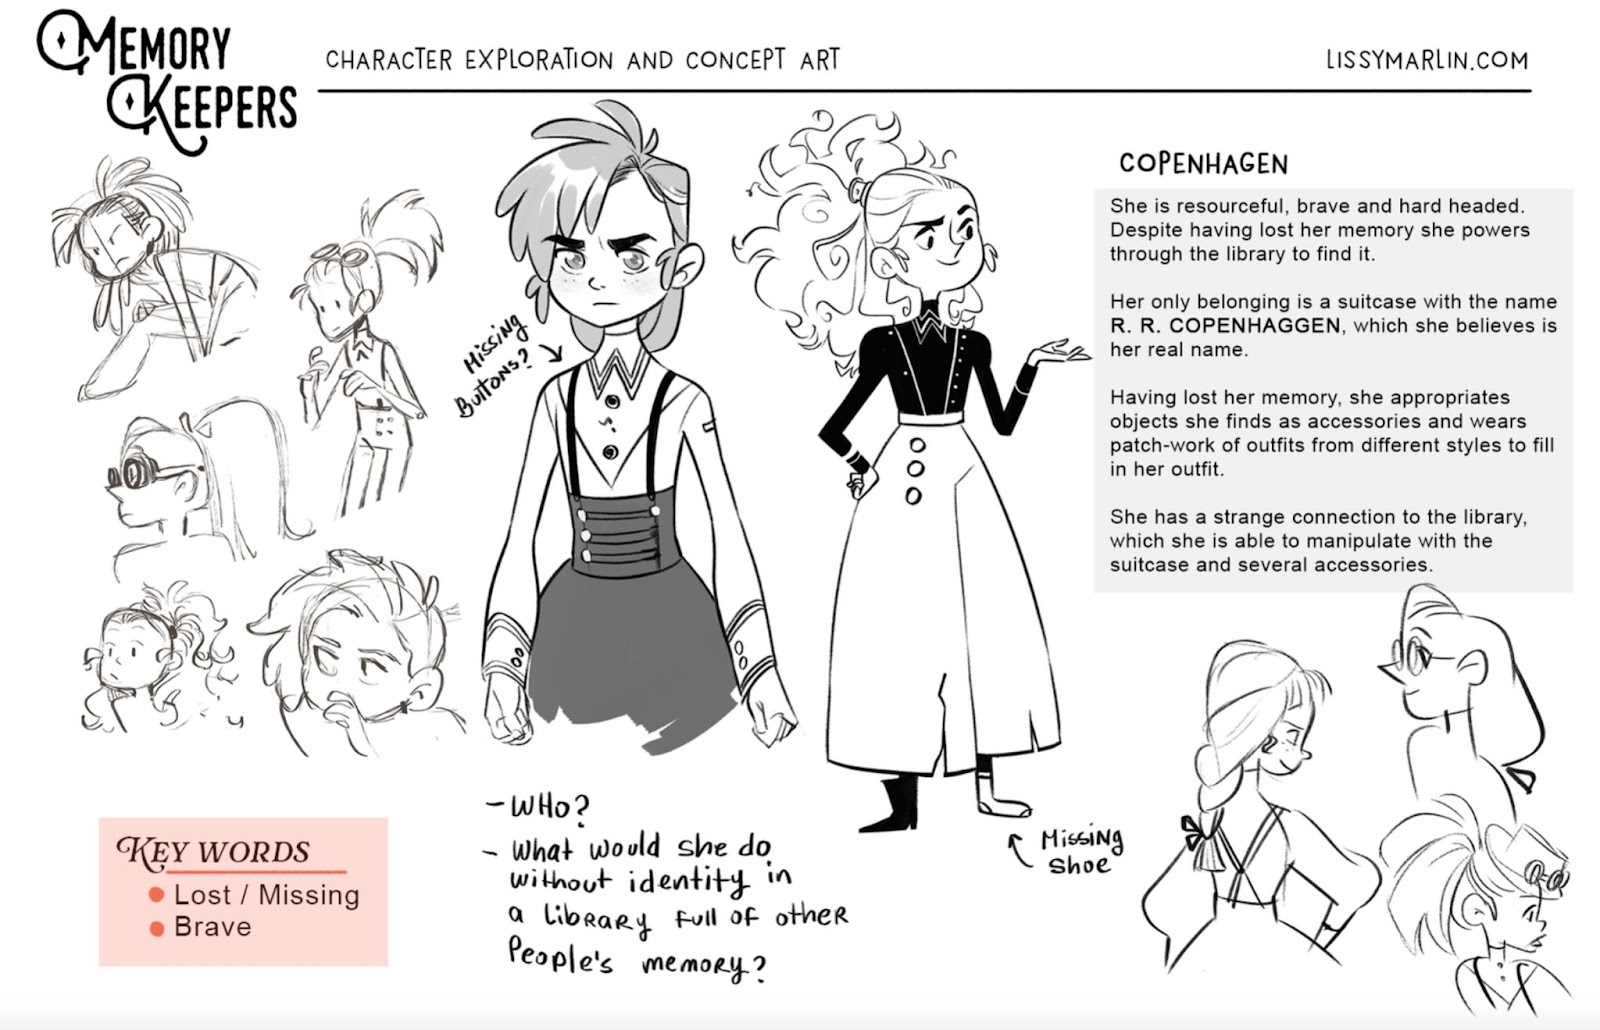 MEMORY
KEEPERS
CHARACTER EXPLORATION AND CONCEPT ART
LISSYMARLIN.COM
COPENHAGEN
She is resourceful, brave and hard headed.
Despite having lost her memory she powers
through the library to find it.
Her only belonging is a suitcase with the name
R. R. COPENHAGGEN, which she believes is
her real name.
Having lost her memory, she appropriates
objects she finds as accessories and wears
patch-work of outfits from different styles to fill
in her outfit.
She has a strange connection to the library,
which she is able to manipulate with the
suitcase and several accessories.
Missing
Buttons?
Missing
Shoe
- WHO?
- What would she do
without identity in
a library full of other
People's memory?
KEY WORDS
Lost / Missing
Brave